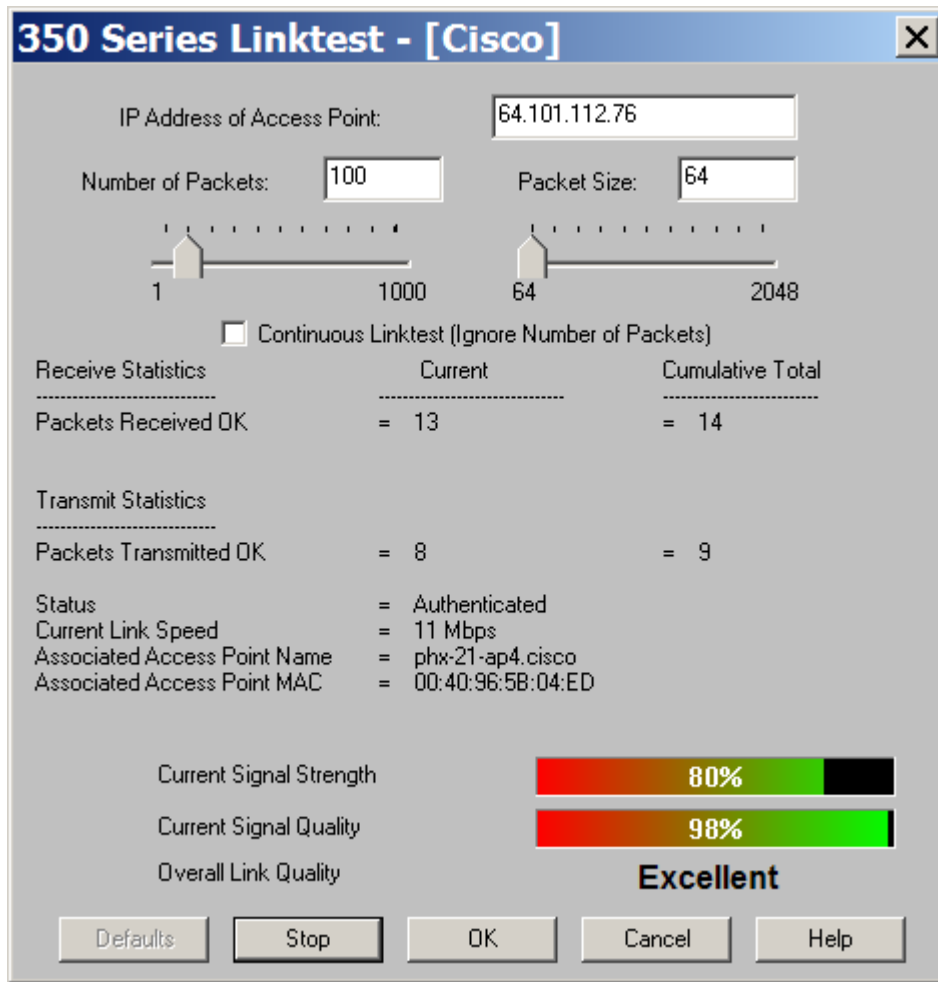 350 Series Linktest - [Cisco]
IP Address of Access Point: 64.101.112.76
Number of Packets: 100 Packet Size: 64
1 1000 64 2048
Continuous Linktest (Ignore Number of Packets)
Receive Statistics Current Cumulative Total
------------------------------ ------------------------------- --------------------------
Packets Received OK = 13 = 14
Transmit Statistics
------------------------------
Packets Transmitted OK = 8 = 9
Status = Authenticated
Current Link Speed = 11 Mbps
Associated Access Point Name = phx-21-ap4.cisco
Associated Access Point MAC = 00:40:96:5B:04:ED
Current Signal Strength 80%
Current Signal Quality 98%
Overall Link Quality Excellent
Defaults Stop OK Cancel Help